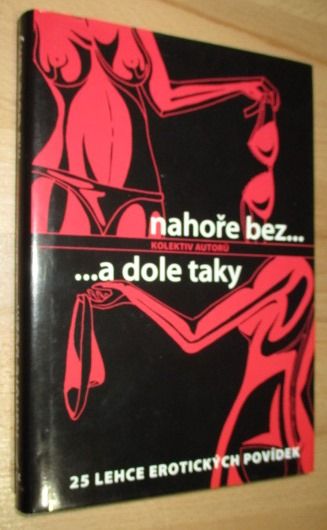 nahoře bez...
KOLEKTIV AUTORŮ
...a dole taky
25 LEHCE EROTICKÝCH POVÍDEK